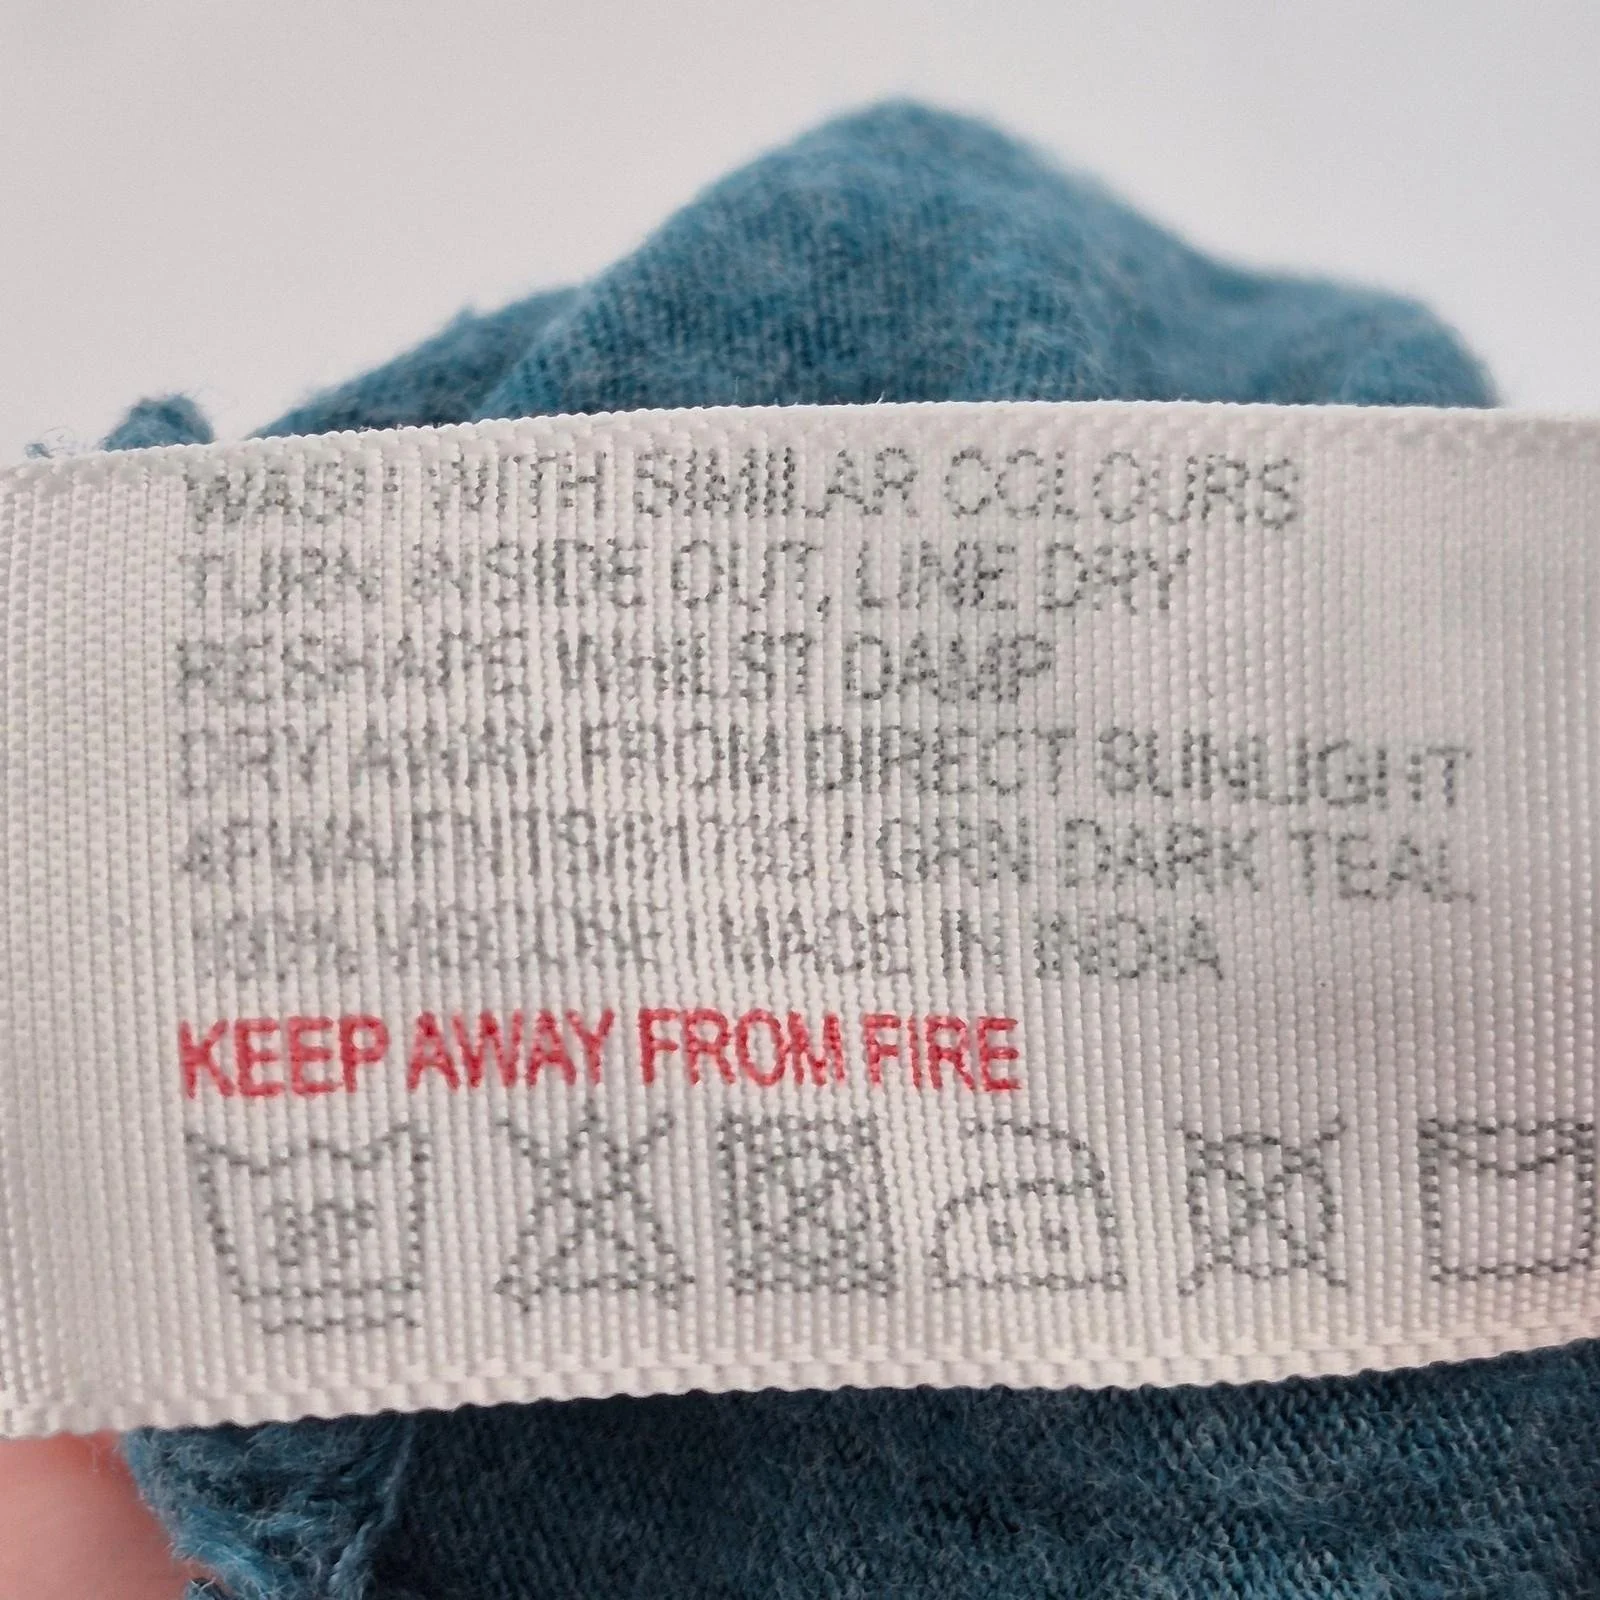 WASH WITH SIMILAR COLOURS
TURN INSIDE OUT, LINE DRY
RESHAPE WHILST DAMP
DRY AWAY FROM DIRECT SUNLIGHT
/ GRN DARK TEAL
MADE IN INDIA
KEEP AWAY FROM FIRE